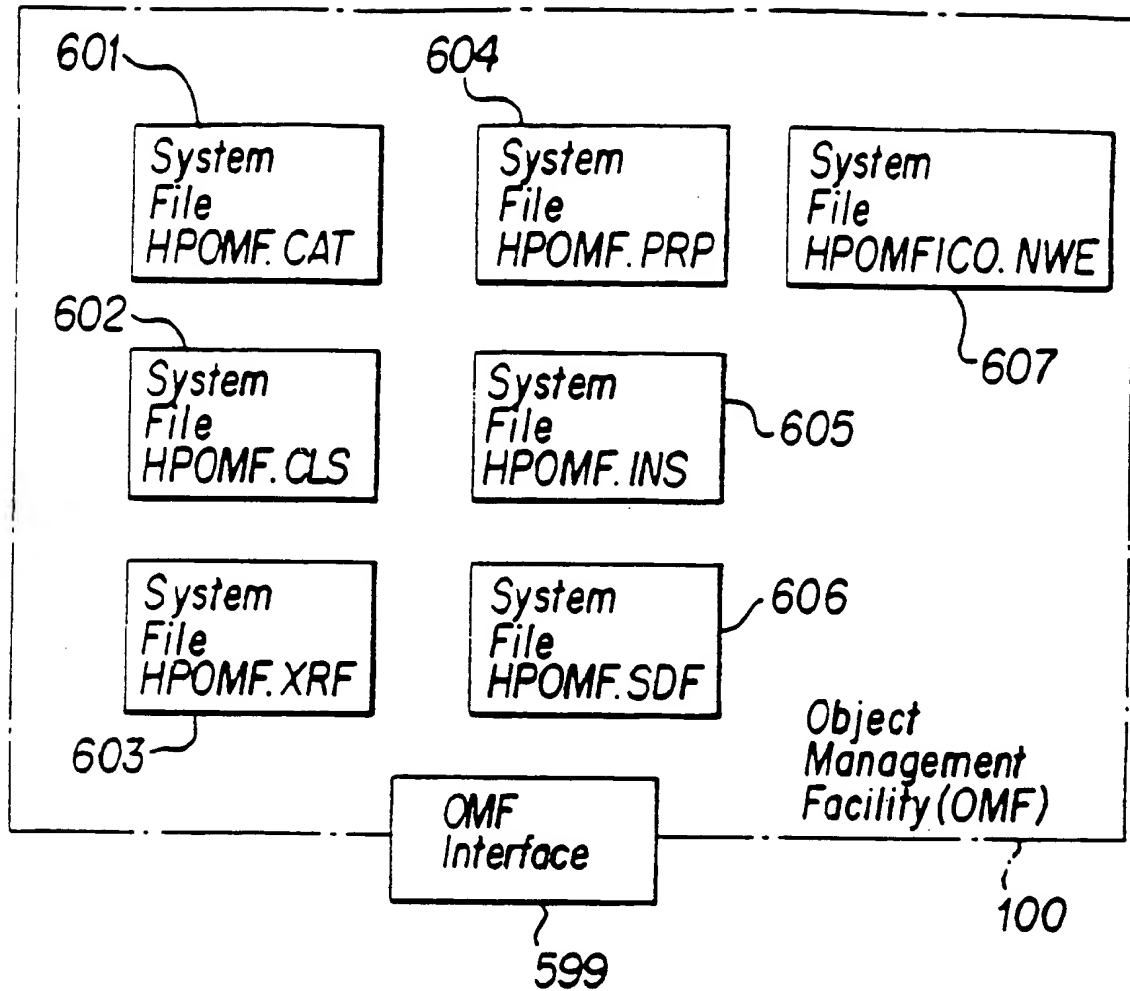 601
System
File
HPOMF.CAT
604
System
File
HPOMF.PRP
System
File
HPOMFICO.NWE
607
602
System
File
HPOMF.CLS
System
File
HPOMF.INS
605
System
File
HPOMF.XRF
603
System
File
HPOMF.SDF
606
Object
Management
Facility (OMF)
100
OMF
Interface
599